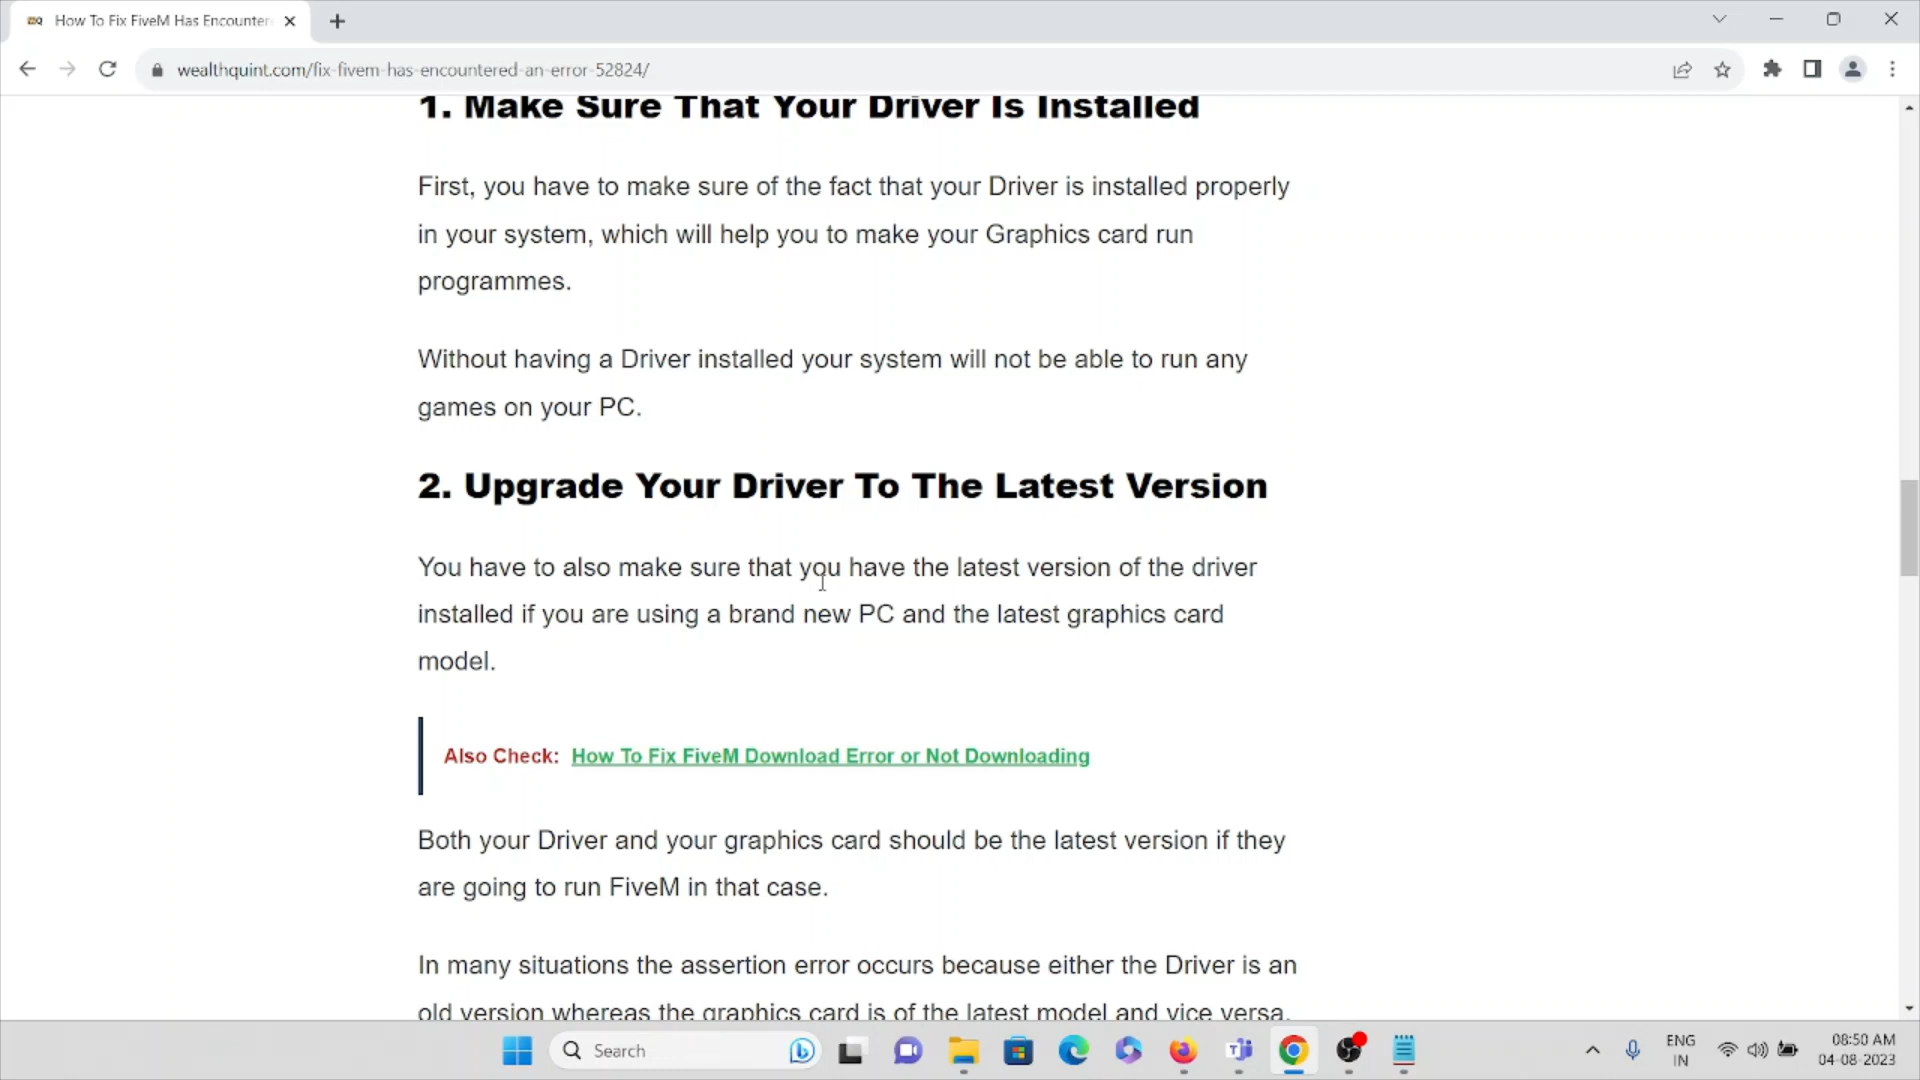 How To Fix FiveM Has Encounter
wealthquint.com/fix-fivem-has-encountered-an-error-52824/
1. Make Sure That Your Driver Is Installed
First, you have to make sure of the fact that your Driver is installed properly
in your system, which will help you to make your Graphics card run
programmes.
Without having a Driver installed your system will not be able to run any
games on your PC.
2. Upgrade Your Driver To The Latest Version
You have to also make sure that you have the latest version of the driver
installed if you are using a brand new PC and the latest graphics card
model.
Also Check: How To Fix FiveM Download Error or Not Downloading
Both your Driver and your graphics card should be the latest version if they
are going to run FiveM in that case.
In many situations the assertion error occurs because either the Driver is an
old version whereas the graphics card is of the latest model and vice versa.
Search
ENG
IN
08:50 AM
04-08-2023